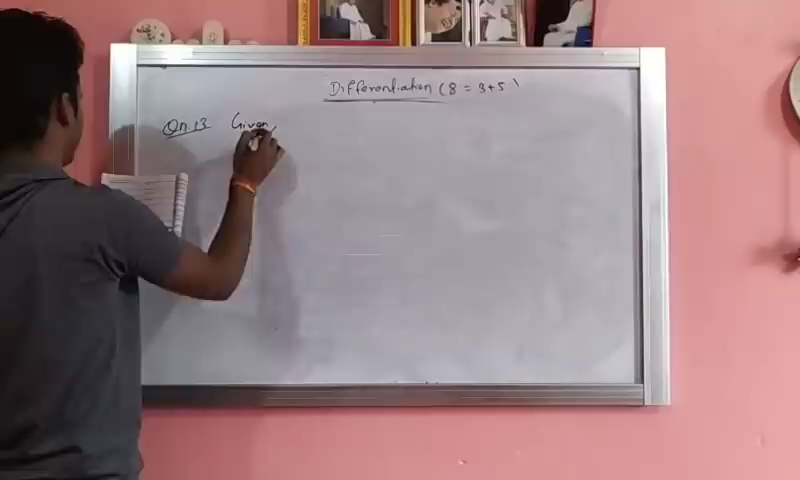 Differentiation (8 = 3+5)
Qn.13 Given,